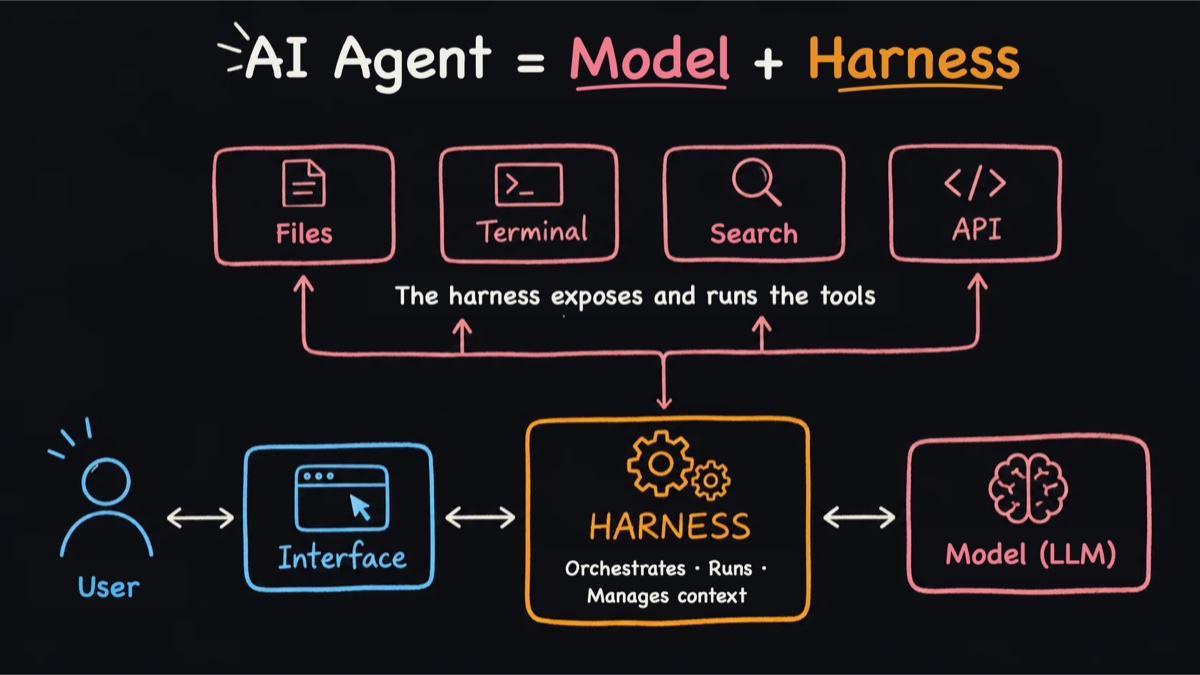 AI Agent = Model + Harness
Files
Terminal
Search
</>
API
The harness exposes and runs the tools
>_
User
Interface
HARNESS
Orchestrates · Runs ·
Manages context
Model (LLM)